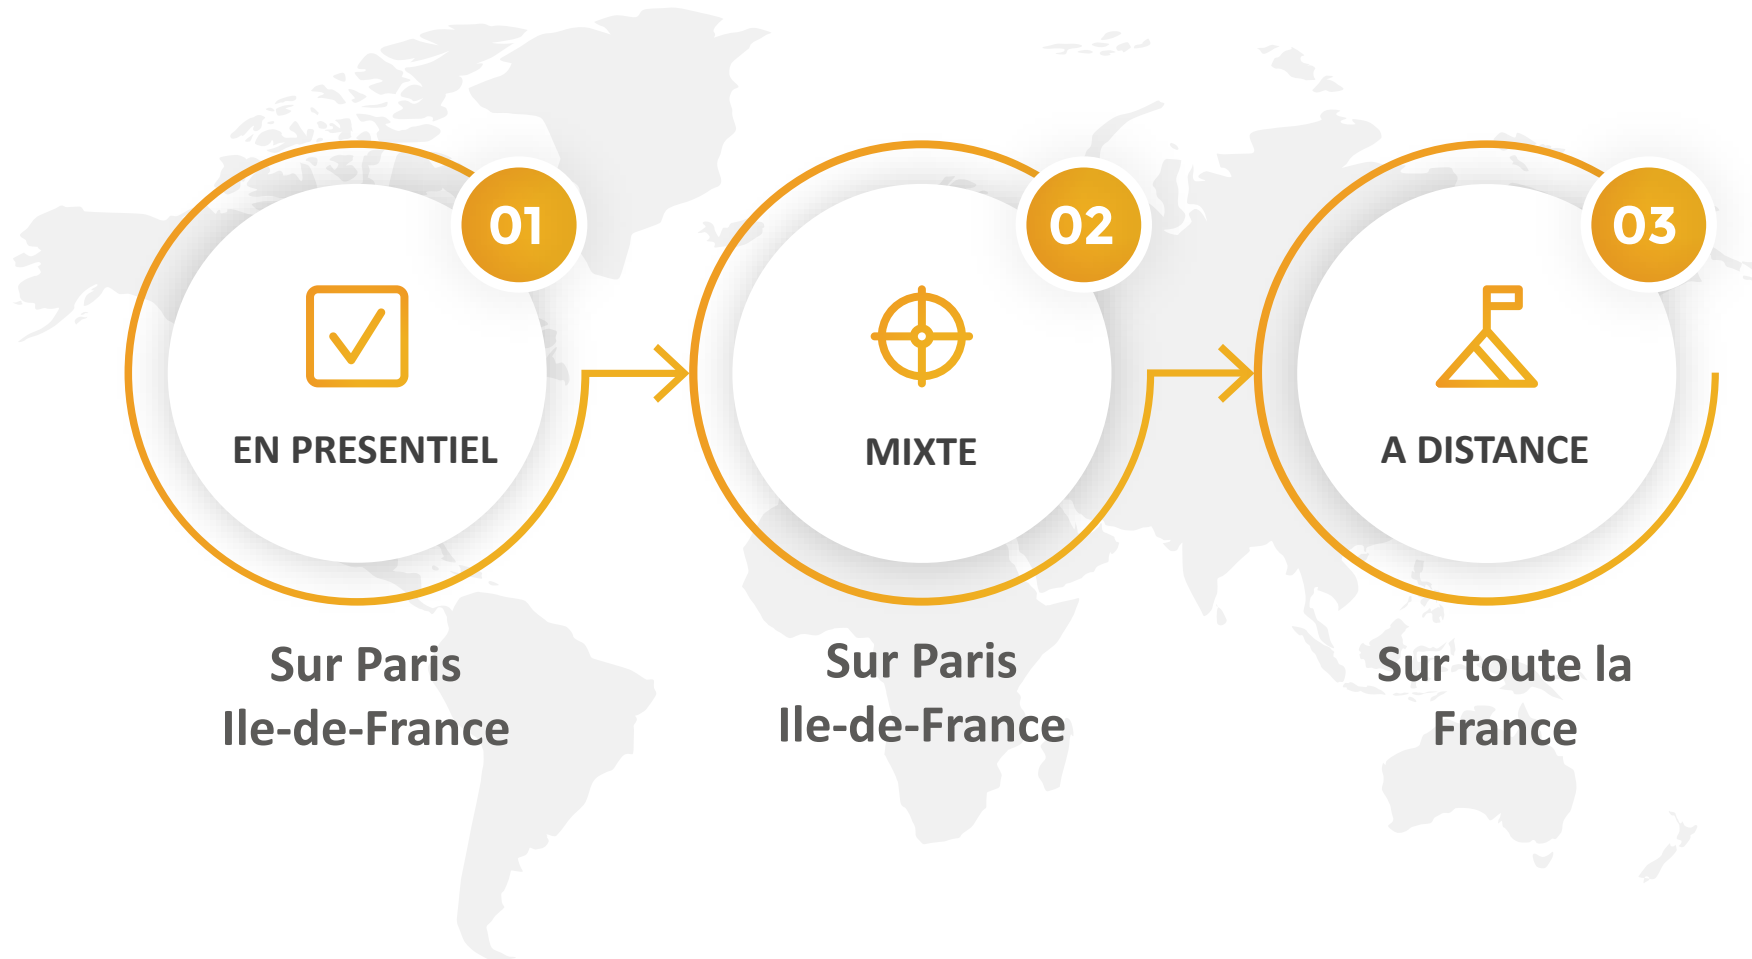 01
EN PRESENTIEL
Sur Paris
Ile-de-France
02
MIXTE
Sur Paris
Ile-de-France
03
A DISTANCE
Sur toute la
France